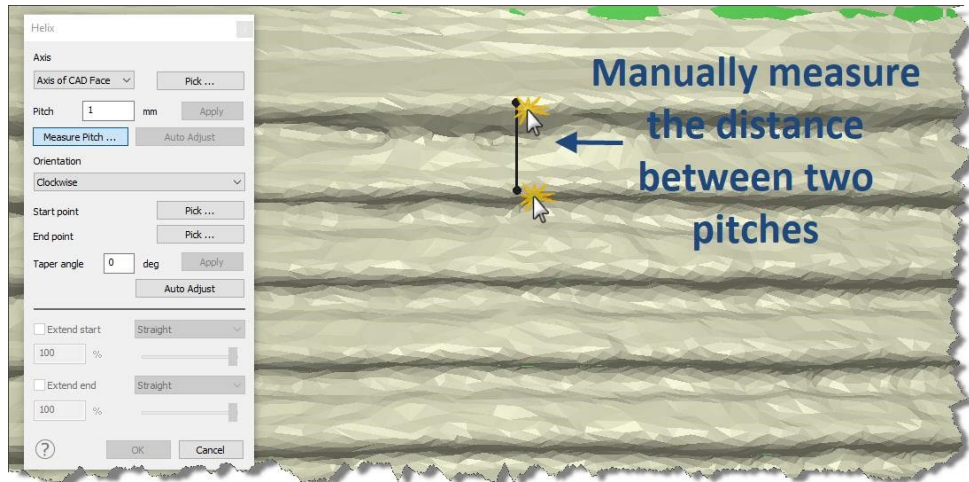 Helix
Axis
Axis of CAD Face Pick ...
Pitch 1 mm Apply
Measure Pitch ... Auto Adjust
Orientation
Clockwise
Start point Pick ...
End point Pick ...
Taper angle 0 deg Apply
Auto Adjust
Extend start Straight
100 %
Extend end Straight
100 %
? OK Cancel
Manually measure
the distance
between two
pitches